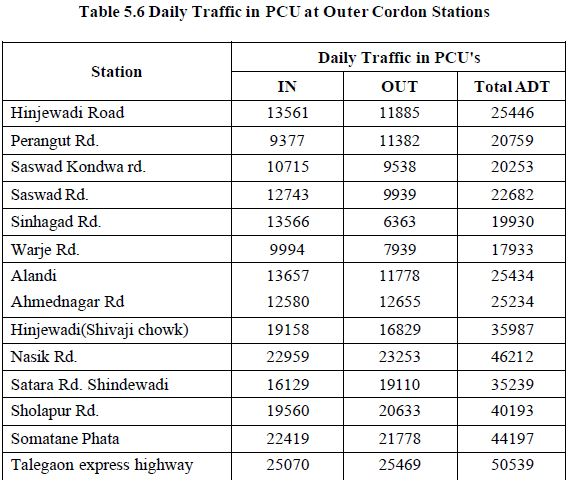 Table 5.6 Daily Traffic in PCU at Outer Cordon Stations
Station Daily Traffic in PCU's
IN OUT Total ADT
Hinjewadi Road 13561 11885 25446
Perangut Rd. 9377 11382 20759
Saswad Kondwa rd. 10715 9538 20253
Saswad Rd. 12743 9939 22682
Sinhagad Rd. 13566 6363 19930
Warje Rd. 9994 7939 17933
Alandi 13657 11778 25434
Ahmednagar Rd 12580 12655 25234
Hinjewadi(Shivaji chowk) 19158 16829 35987
Nasik Rd. 22959 23253 46212
Satara Rd. Shindewadi 16129 19110 35239
Sholapur Rd. 19560 20633 40193
Somatane Phata 22419 21778 44197
Talegaon express highway 25070 25469 50539